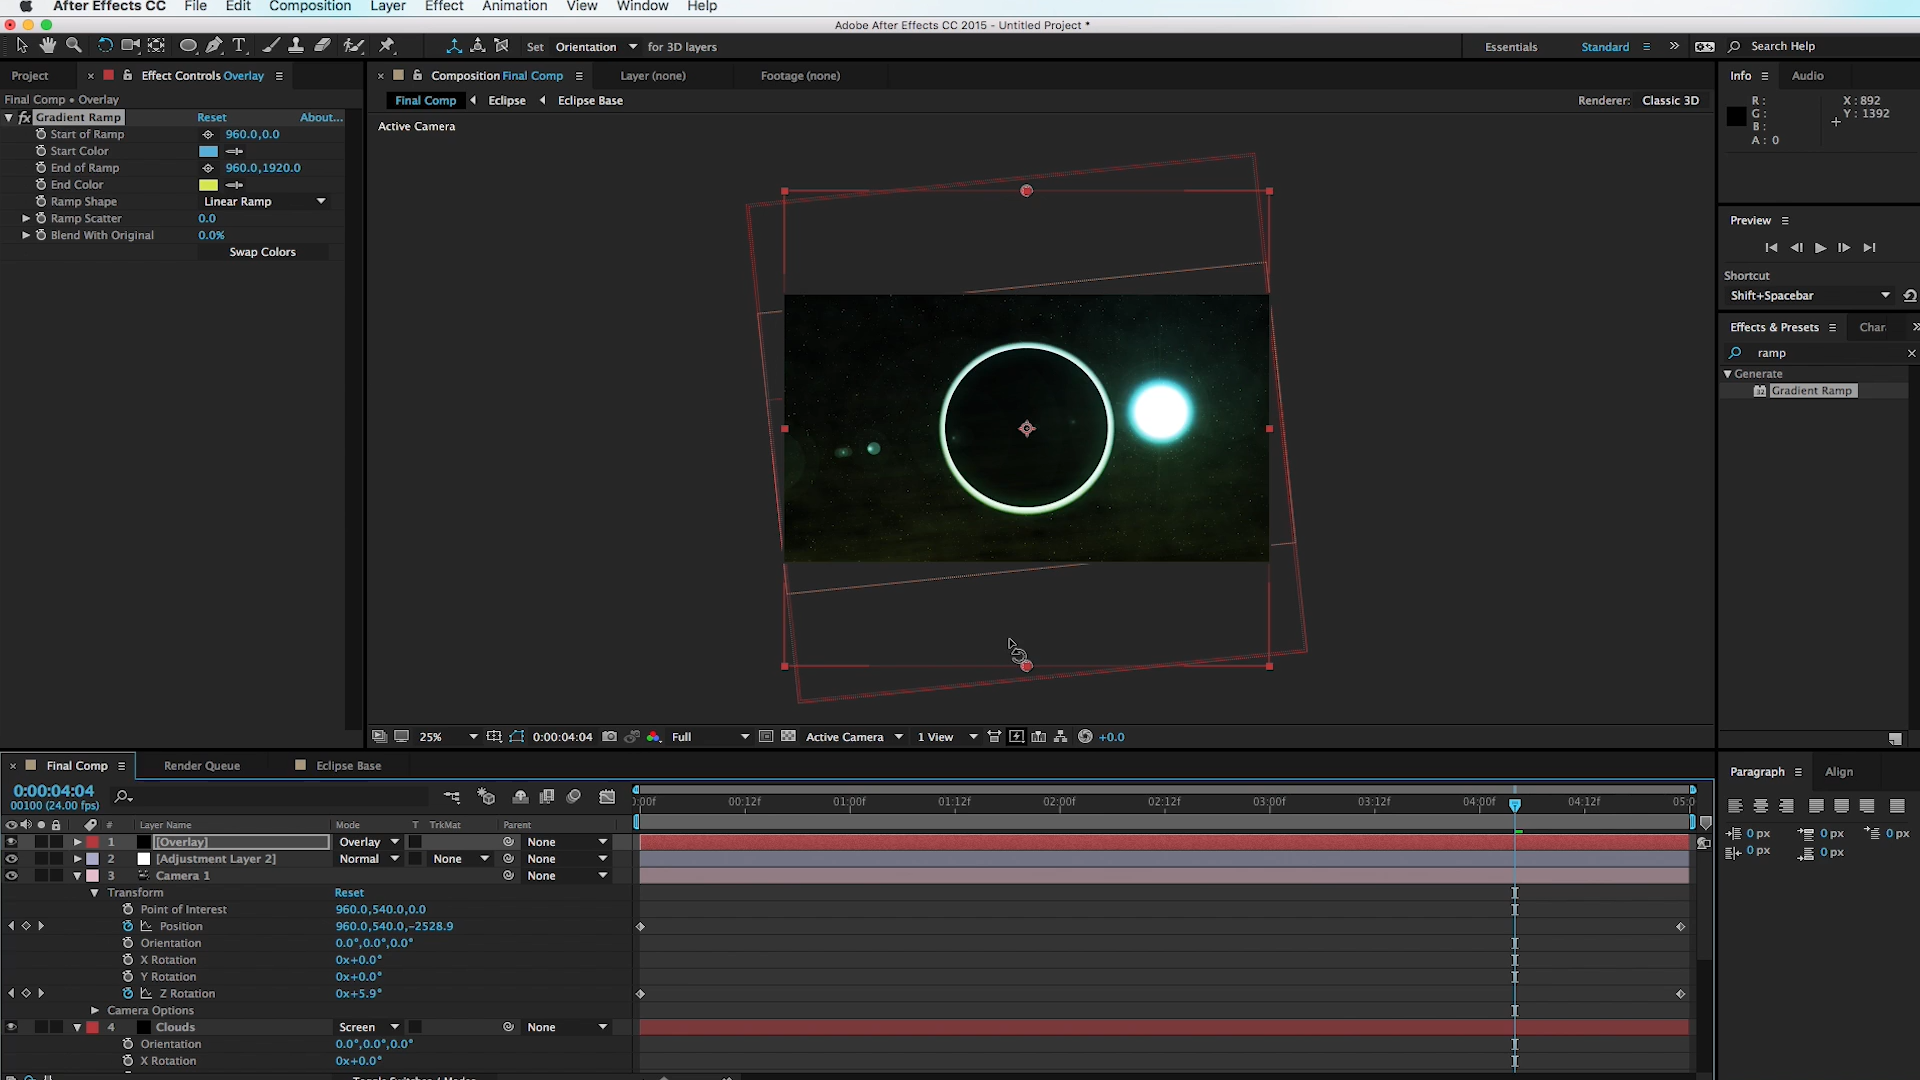 After Effects CC File Edit Composition Layer Effect Animation View Window Help
Adobe After Effects CC 2015 - Untitled Project *
Set Orientation for 3D layers
Essentials Standard Search Help
Project Effect Controls Overlay
Final Comp • Overlay
fx Gradient Ramp Reset About...
Start of Ramp 960.0,0.0
Start Color
End of Ramp 960.0,1920.0
End Color
Ramp Shape Linear Ramp
Ramp Scatter 0.0
Blend With Original 0.0%
Swap Colors
Composition Final Comp Layer (none) Footage (none)
Final Comp Eclipse Eclipse Base
Renderer: Classic 3D
Active Camera
25% 0:00:04:04 Full Active Camera 1 View +0.0
Info Audio
R: X : 892
G: Y : 1392
B:
A: 0
Preview
Shortcut
Shift+Spacebar
Effects & Presets Char
ramp
Generate
Gradient Ramp
Final Comp Render Queue Eclipse Base
0:00:04:04
00100 (24.00 fps)
:00f 00:12f 01:00f 01:12f 02:00f 02:12f 03:00f 03:12f 04:00f 04:12f 05:0
# Layer Name Mode T TrkMat Parent
1 [Overlay] Overlay None
2 [Adjustment Layer 2] Normal None None
3 Camera 1 None
Transform Reset
Point of Interest 960.0,540.0,0.0
Position 960.0,540.0,-2528.9
Orientation 0.0°,0.0°,0.0°
X Rotation 0x+0.0°
Y Rotation 0x+0.0°
Z Rotation 0x+5.9°
Camera Options
4 Clouds Screen None
Orientation 0.0°,0.0°,0.0°
X Rotation 0x+0.0°
Toggle Switches / Modes
Paragraph Align
0 px 0 px 0 px
0 px 0 px